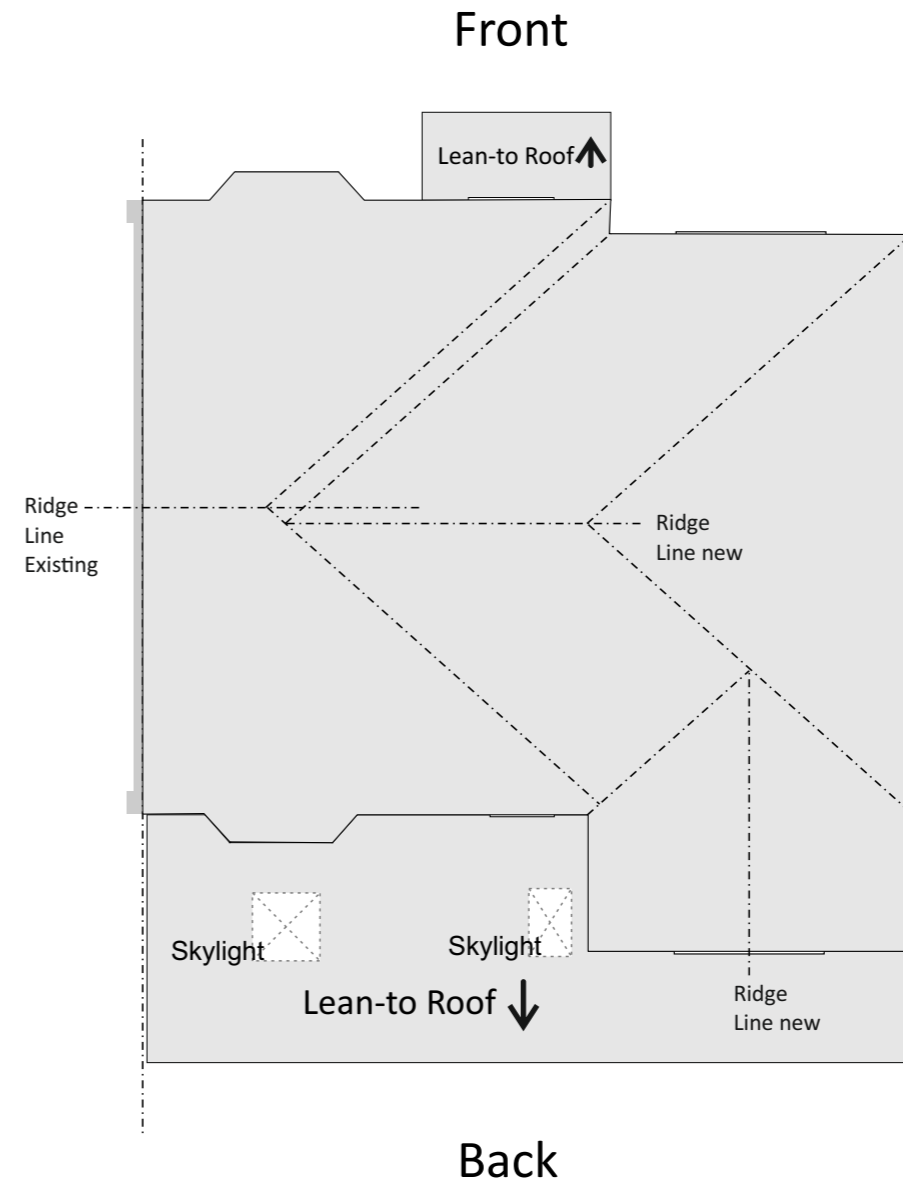 Front
Lean-to Roof
Ridge
Line
Existing
Ridge
Line new
Skylight
Skylight
Lean-to Roof
Ridge
Line new
Back